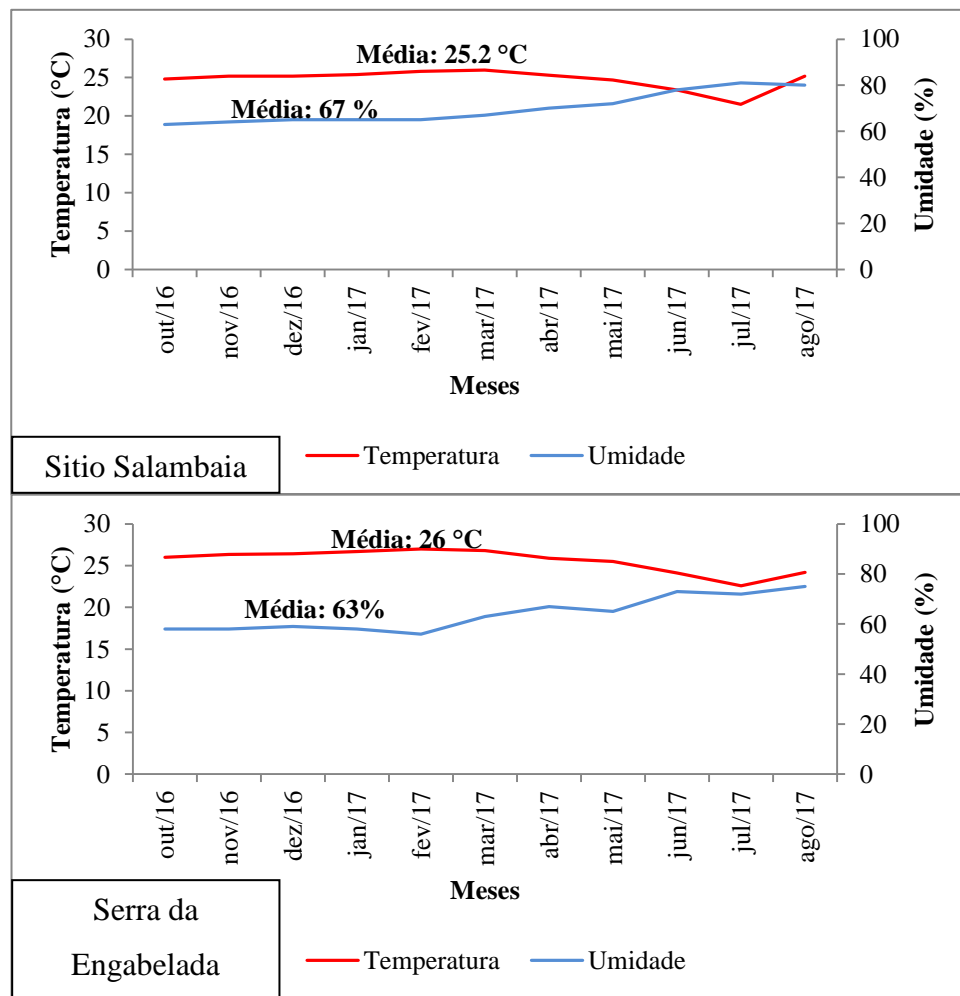 Média: 25.2 °C
Média: 67 %
Temperatura (°C)
30
25
20
15
10
5
0
100
80
60
40
20
0
Umidade (%)
out/16
nov/16
dez/16
jan/17
fev/17
mar/17
abr/17
mai/17
jun/17
jul/17
ago/17
Meses
Sitio Salambaia
Temperatura
Umidade
Média: 26 °C
Média: 63%
Temperatura (°C)
30
25
20
15
10
5
0
100
80
60
40
20
0
Umidade (%)
out/16
nov/16
dez/16
jan/17
fev/17
mar/17
abr/17
mai/17
jun/17
jul/17
ago/17
Meses
Serra da
Engabelada
Temperatura
Umidade